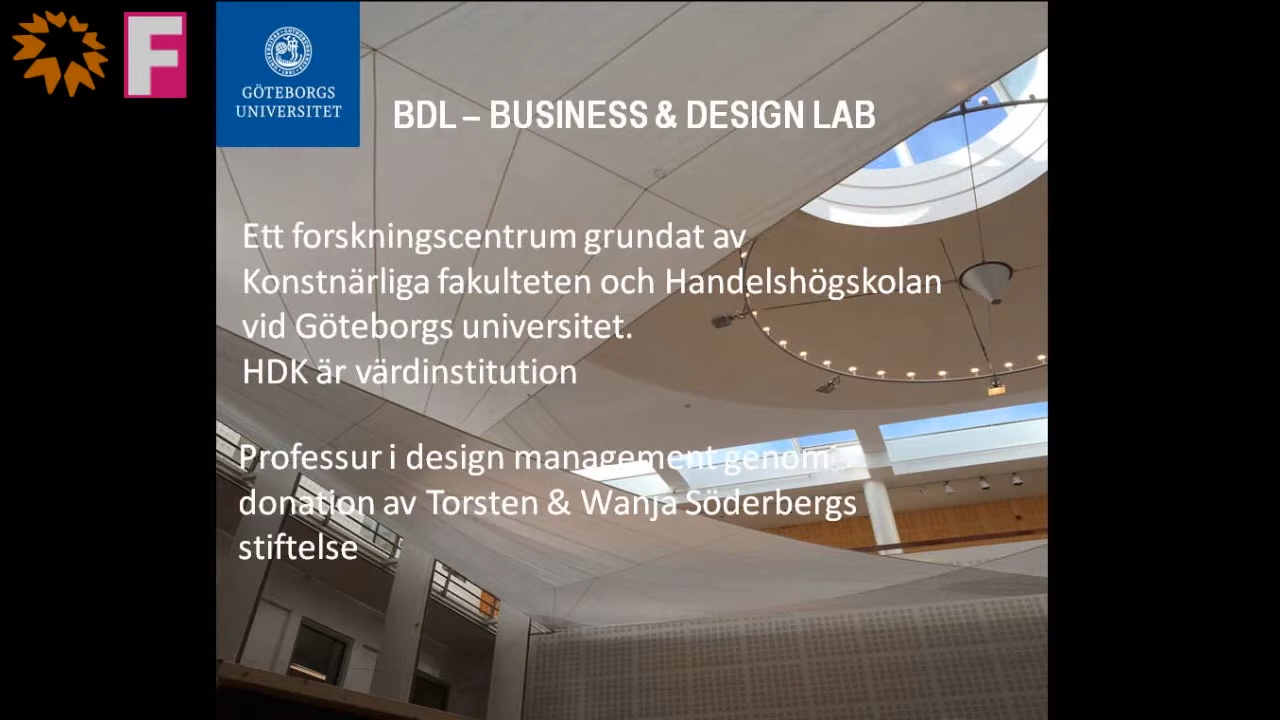 F
GÖTEBORGS
UNIVERSITET
BDL – BUSINESS & DESIGN LAB
Ett forskningscentrum grundat av
Konstnärliga fakulteten och Handelshögskolan
vid Göteborgs universitet.
HDK är värdinstitution
Professur i design management genom
donation av Torsten & Wanja Söderbergs
stiftelse